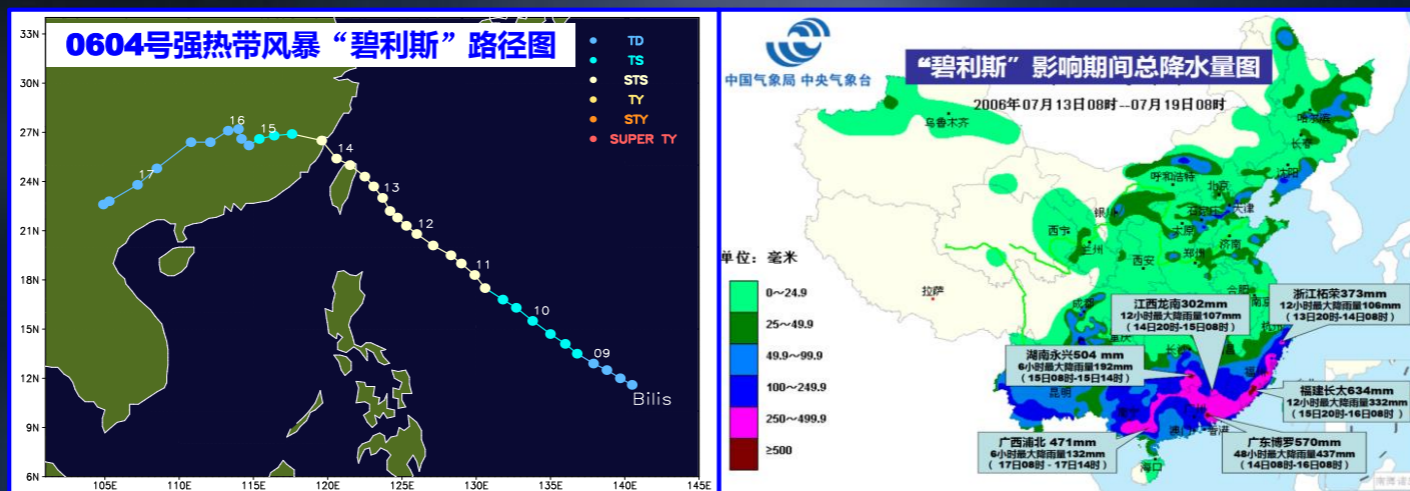 0604号强热带风暴“碧利斯”路径图
TD
TS
STS
TY
STY
SUPER TY
33N
30N
27N
24N
21N
18N
15N
12N
9N
6N
105E
110E
115E
120E
125E
130E
135E
140E
145E
16
15
14
17
13
12
11
10
09
Bilis
中国气象局 中央气象台
“碧利斯”影响期间总降水量图
2006年07月13日08时--07月19日08时
乌鲁木齐
哈尔滨
长春
沈阳
呼和浩特
北京
天津
银川
太原
济南
西宁
兰州
郑州
西安
拉萨
合肥
南京
成都
重庆
杭州
昆明
南宁
澳门
香港
海口
单位：毫米
0～24.9
25～49.9
49.9～99.9
100～249.9
250～499.9
≥500
江西龙南302mm
12小时最大降雨量107mm
（14日20时-15日08时）
浙江柘荣373mm
12小时最大降雨量106mm
（13日20时-14日08时）
湖南永兴504 mm
6小时最大降雨量192mm
（15日08时-15日14时）
福建长太634mm
12小时最大降雨量332mm
（15日20时-16日08时）
广西浦北 471mm
6小时最大降雨量132mm
（ 17日08时 - 17日14时）
广东博罗570mm
48小时最大降雨量437mm
（14日08时-16日08时）